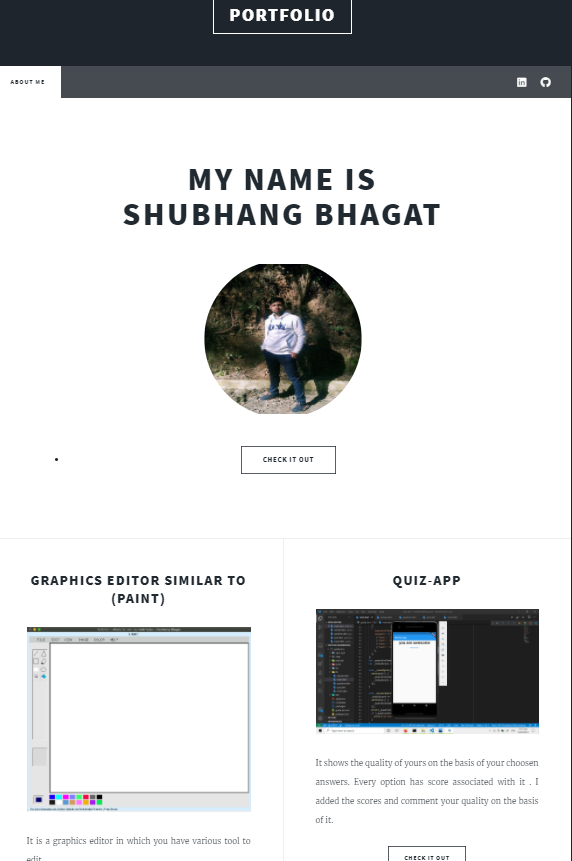 PORTFOLIO
ABOUT ME
MY NAME IS
SHUBHANG BHAGAT
CHECK IT OUT
GRAPHICS EDITOR SIMILAR TO
(PAINT)
It is a graphics editor in which you have various tool to
edit
QUIZ-APP
It shows the quality of yours on the basis of your choosen
answers. Every option has score associated with it . I
added the scores and comment your quality on the basis
of it.
CHECK IT OUT